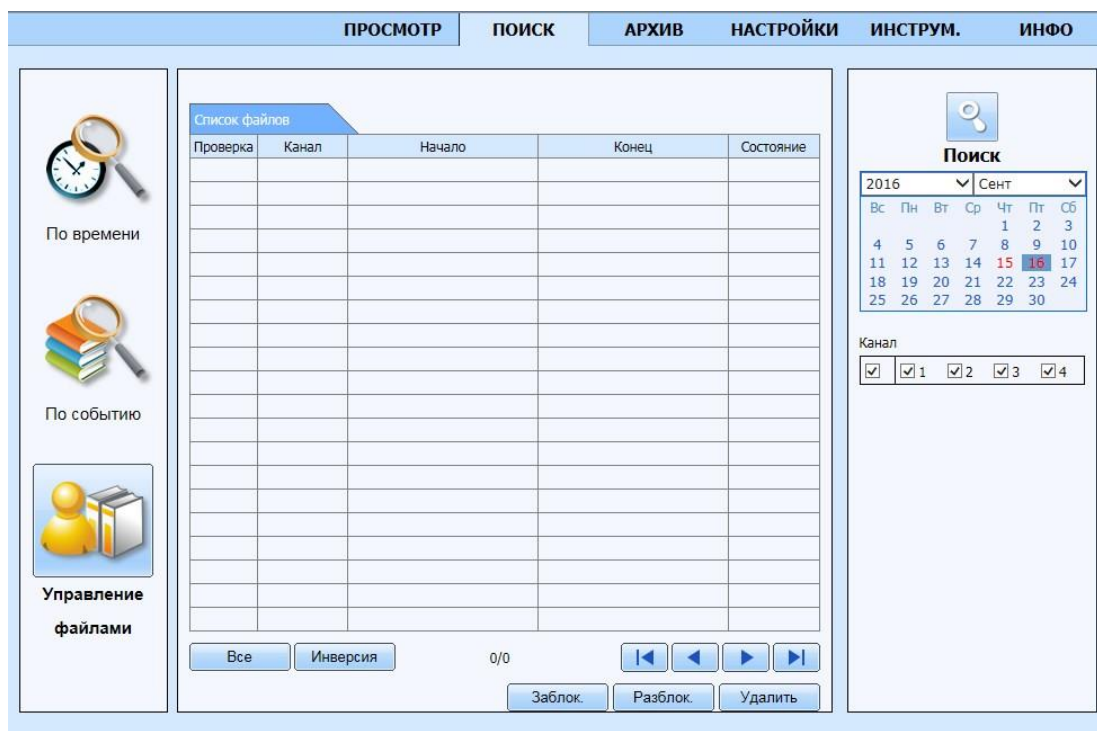 ПРОСМОТР ПОИСК АРХИВ НАСТРОЙКИ ИНСТРУМ. ИНФО
По времени
По событию
Управление
файлами
Список файлов
Проверка Канал Начало Конец Состояние
Все Инверсия 0/0
Заблок. Разблок. Удалить
Поиск
2016 Сент
Вс Пн Вт Ср Чт Пт Сб
1 2 3
4 5 6 7 8 9 10
11 12 13 14 15 16 17
18 19 20 21 22 23 24
25 26 27 28 29 30
Канал
1 2 3 4